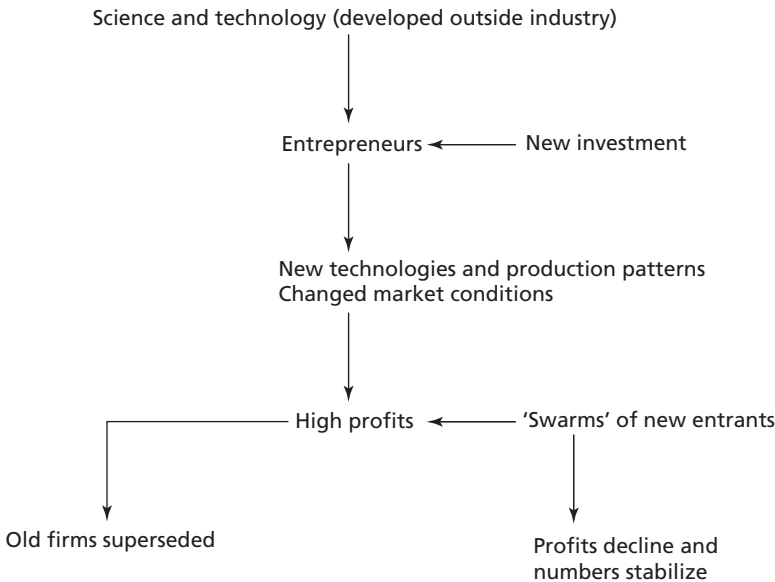 Science and technology (developed outside industry)
Entrepreneurs
New investment
New technologies and production patterns
Changed market conditions
High profits
‘Swarms’ of new entrants
Old firms superseded
Profits decline and
numbers stabilize